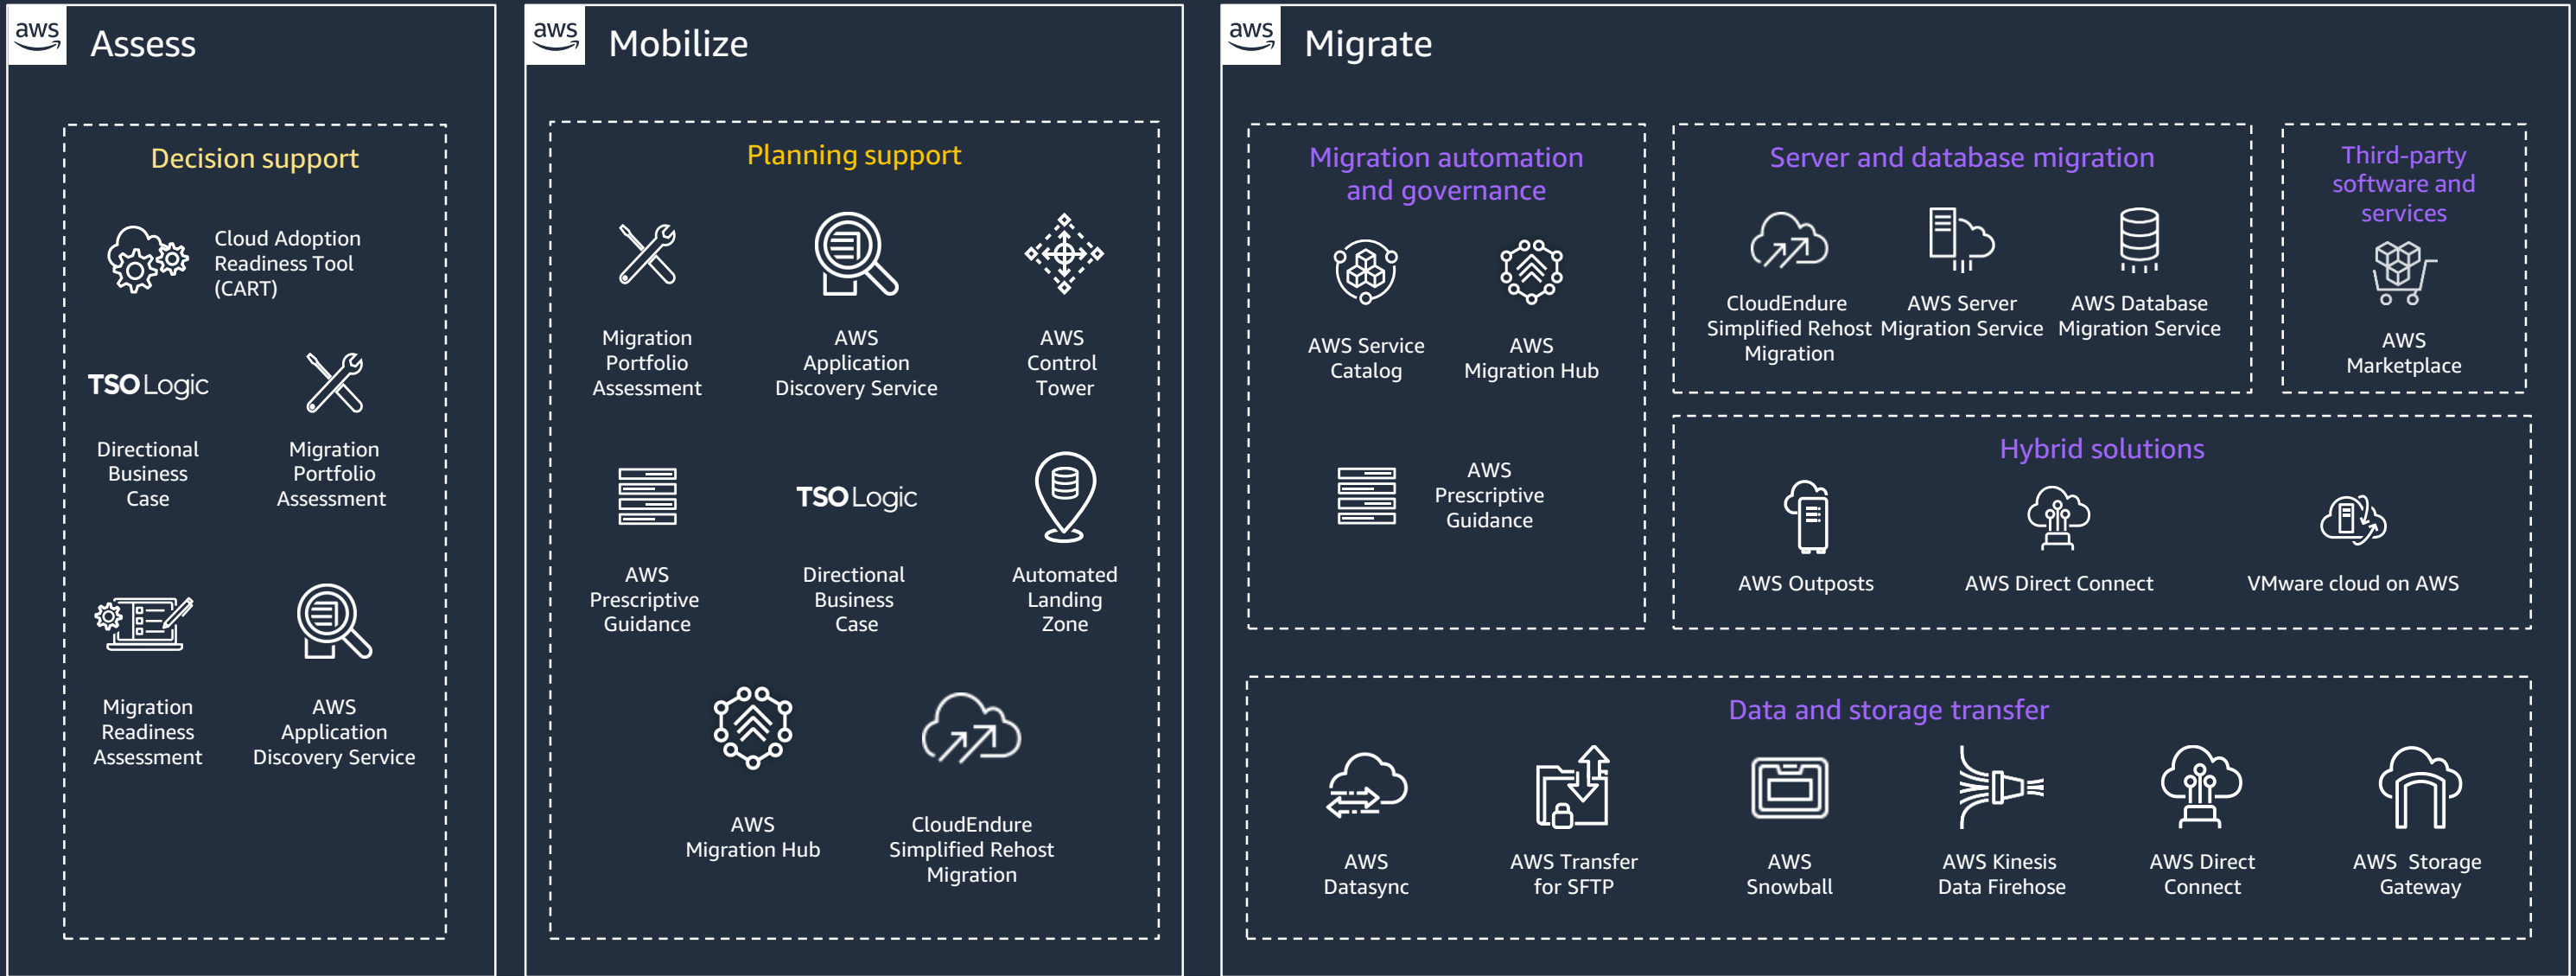 aws
Assess
Decision support
Cloud Adoption
Readiness Tool
(CART)
TSO Logic
Directional
Business
Case
Migration
Portfolio
Assessment
Migration
Readiness
Assessment
AWS
Application
Discovery Service
aws
Mobilize
Planning support
Migration
Portfolio
Assessment
AWS
Application
Discovery Service
AWS
Control
Tower
AWS
Prescriptive
Guidance
TSO Logic
Directional
Business
Case
Automated
Landing
Zone
AWS
Migration Hub
CloudEndure
Simplified Rehost
Migration
aws
Migrate
Migration automation
and governance
AWS Service
Catalog
AWS
Migration Hub
AWS
Prescriptive
Guidance
Server and database migration
CloudEndure
Simplified Rehost
Migration
AWS Server
Migration Service
AWS Database
Migration Service
Third-party
software and
services
AWS
Marketplace
Hybrid solutions
AWS Outposts
AWS Direct Connect
VMware cloud on AWS
Data and storage transfer
AWS
Datasync
AWS Transfer
for SFTP
AWS
Snowball
AWS Kinesis
Data Firehose
AWS Direct
Connect
AWS Storage
Gateway